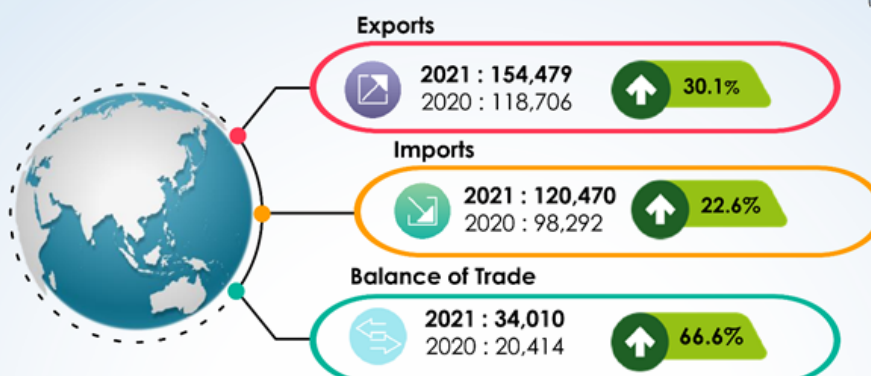 Exports
2021 : 154,479
2020 : 118,706
30.1%
Imports
2021 : 120,470
2020 : 98,292
22.6%
Balance of Trade
2021 : 34,010
2020 : 20,414
66.6%